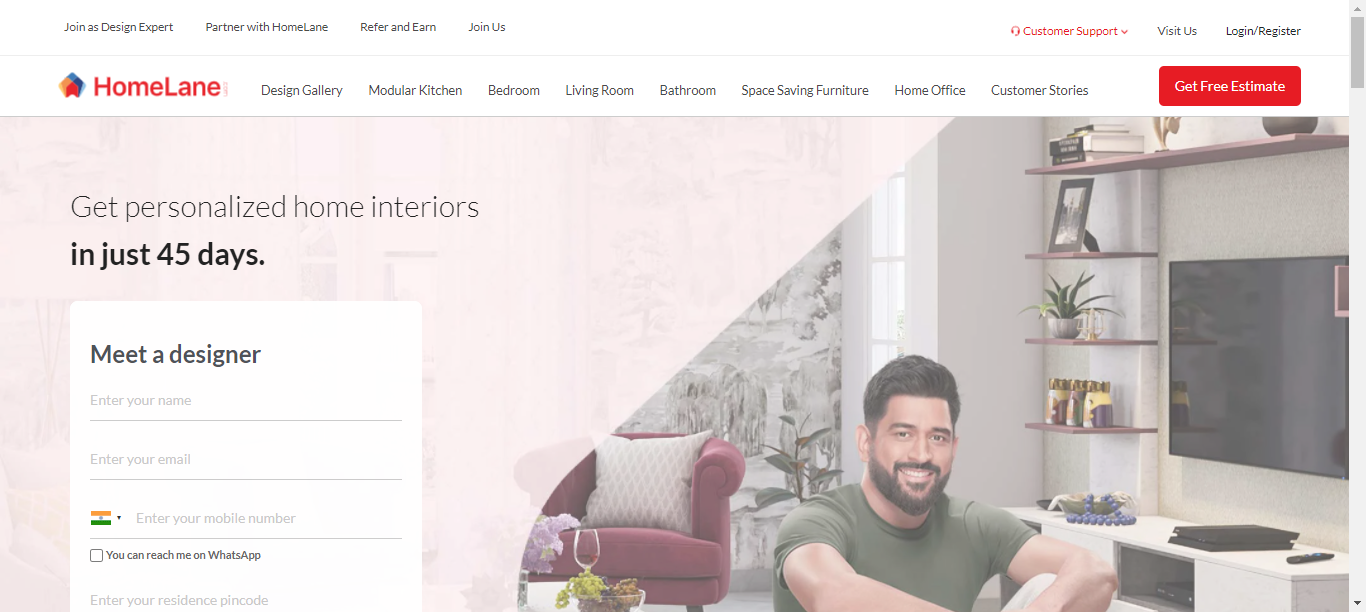 Join as Design Expert
Partner with HomeLane
Refer and Earn
Join Us
Customer Support
Visit Us
Login/Register
HomeLane
Design Gallery
Modular Kitchen
Bedroom
Living Room
Bathroom
Space Saving Furniture
Home Office
Customer Stories
Get Free Estimate
Get personalized home interiors
in just 45 days.
Meet a designer
Enter your name
Enter your email
Enter your mobile number
You can reach me on WhatsApp
Enter your residence pincode